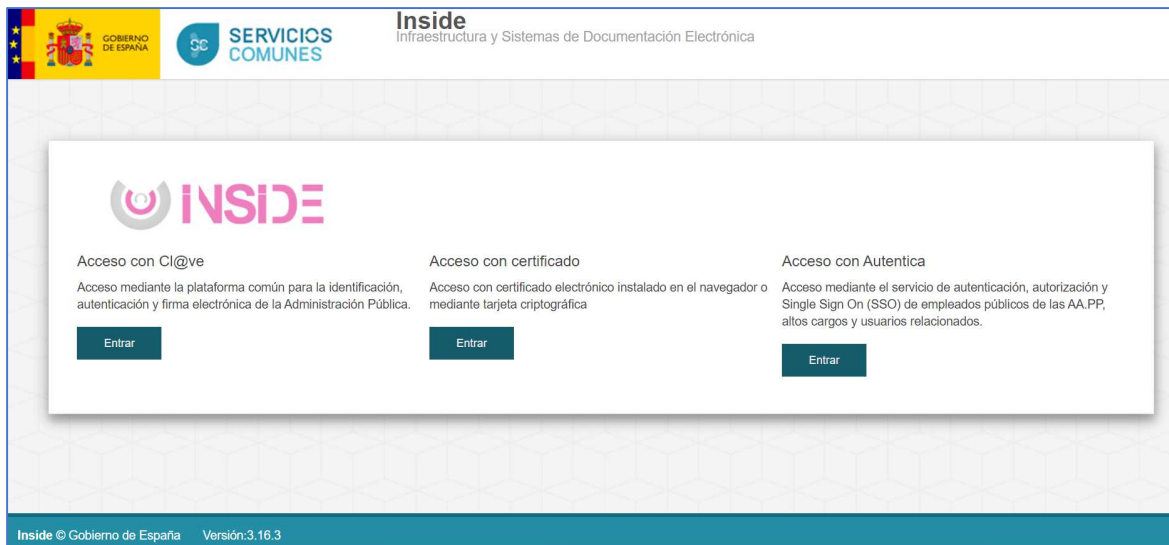 GOBIERNO
DE ESPAÑA
sc
SERVICIOS
COMUNES
Inside
Infraestructura y Sistemas de Documentación Electrónica
INSIDE
Acceso con Cl@ve
Acceso mediante la plataforma común para la identificación,
autenticación y firma electrónica de la Administración Pública.
Entrar
Acceso con certificado
Acceso con certificado electrónico instalado en el navegador o
mediante tarjeta criptográfica
Entrar
Acceso con Autentica
Acceso mediante el servicio de autenticación, autorización y
Single Sign On (SSO) de empleados públicos de las AA.PP,
altos cargos y usuarios relacionados.
Entrar
Inside © Gobierno de España Versión:3.16.3